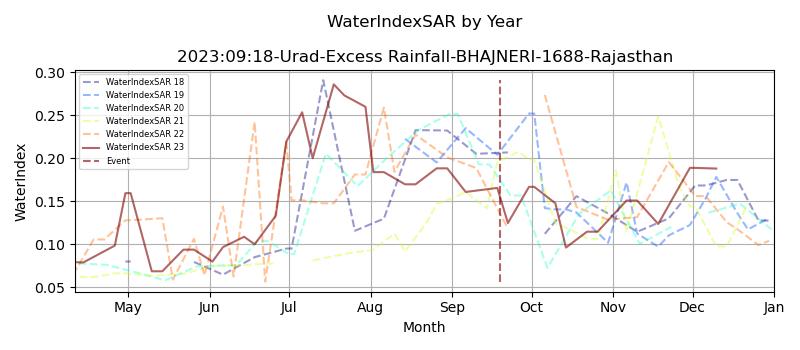 WaterIndexSAR by Year
2023:09:18-Urad-Excess Rainfall-BHAJNERI-1688-Rajasthan
WaterIndex
0.30
0.25
0.20
0.15
0.10
0.05
WaterIndexSAR 18
WaterIndexSAR 19
WaterIndexSAR 20
WaterIndexSAR 21
WaterIndexSAR 22
WaterIndexSAR 23
Event
May Jun Jul Aug Sep Oct Nov Dec Jan
Month